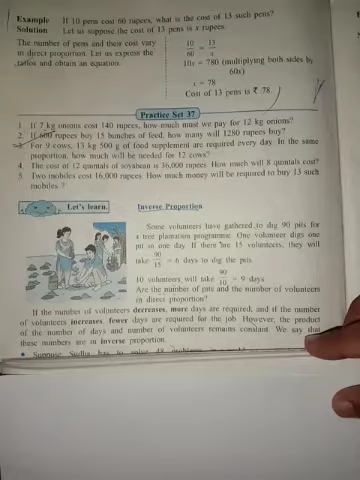 Example If 10 pens cost 60 rupees, what is the cost of 13 such pens?
Solution Let us suppose the cost of 13 pens is x rupees.
The number of pens and their cost vary
in direct proportion. Let us express the
ratios and obtain an equation.
10/60 = 13/x
10x = 780 (multiplying both sides by
60x)
x = 78
Cost of 13 pens is ₹ 78
Practice Set 37
1. If 7 kg onions cost 140 rupees, how much must we pay for 12 kg onions?
2. If 600 rupees buy 15 bunches of feed, how many will 1280 rupees buy?
3. For 9 cows, 13 kg 500 g of food supplement are required every day. In the same
proportion, how much will be needed for 12 cows?
4. The cost of 12 quintals of soyabean is 36,000 rupees. How much will 8 quintals cost?
5. Two mobiles cost 16,000 rupees. How much money will be required to buy 13 such
mobiles ?
Let's learn.
Inverse Proportion
Some volunteers have gathered to dig 90 pits for
a tree plantation programme. One volunteer digs one
pit in one day. If there are 15 volunteers, they will
take 90/15 = 6 days to dig the pits.
10 volunteers will take 90/10 = 9 days
Are the number of pits and the number of volunteers
in direct proportion?
If the number of volunteers decreases, more days are required; and if the number
of volunteers increases, fewer days are required for the job. However, the product
of the number of days and number of volunteers remains constant. We say that
these numbers are in inverse proportion.
Suppose Sudha has to solve 48